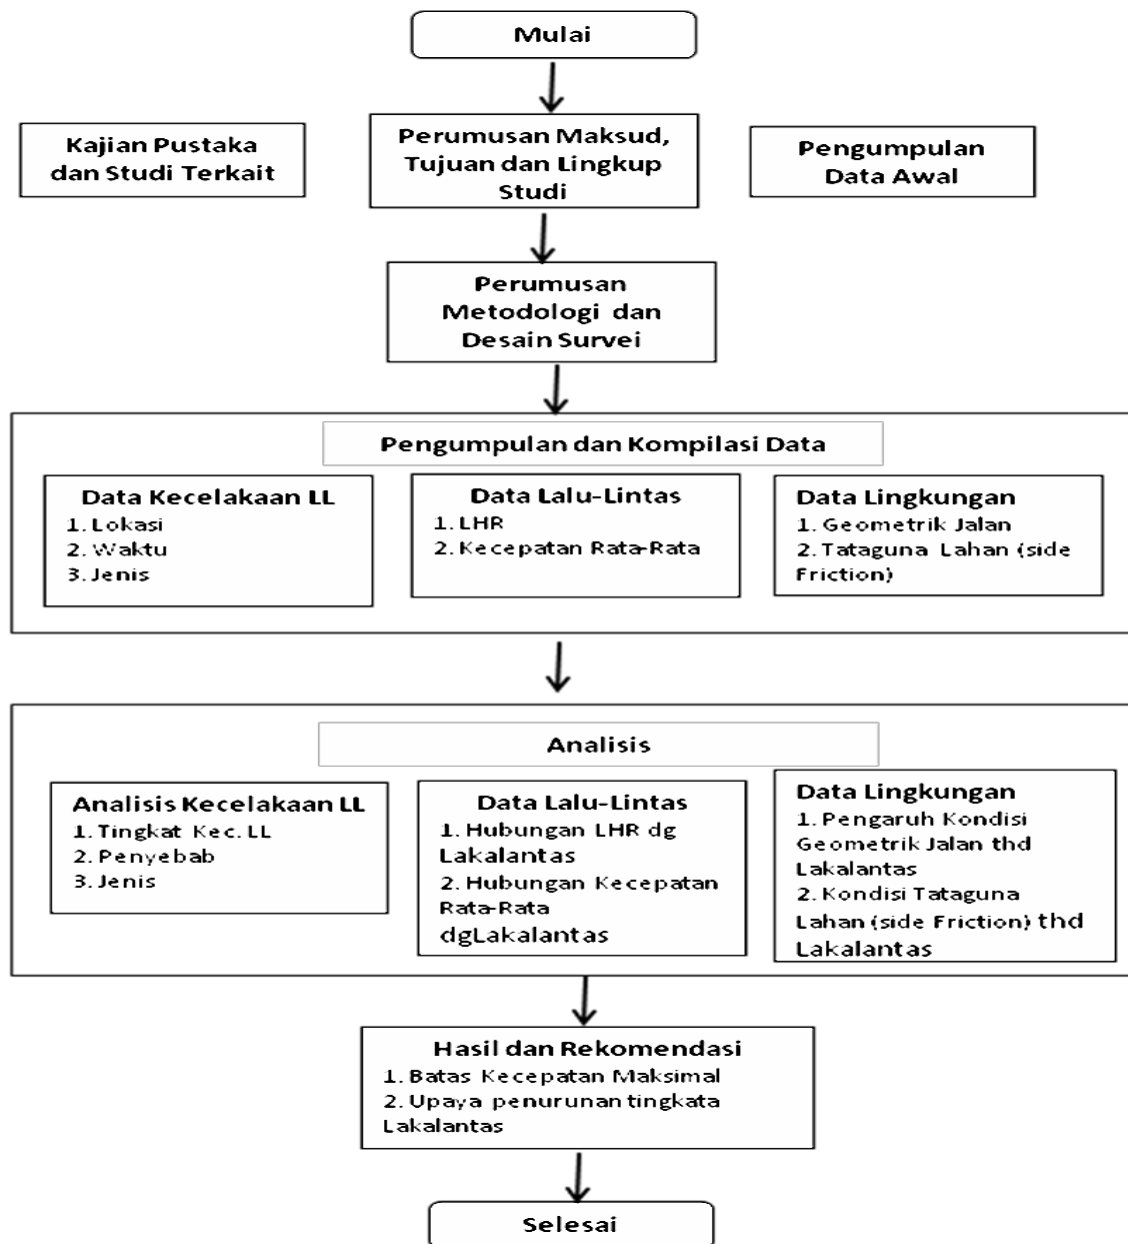 Mulai
Kajian Pustaka
dan Studi Terkait
Perumusan Maksud,
Tujuan dan Lingkup
Studi
Pengumpulan
Data Awal
Perumusan
Metodologi dan
Desain Survei
Pengumpulan dan Kompilasi Data
Data Kecelakaan LL
1. Lokasi
2. Waktu
3. Jenis
Data Lalu-Lintas
1. LHR
2. Kecepatan Rata-Rata
Data Lingkungan
1. Geometrik Jalan
2. Tataguna Lahan (side
Friction)
Analisis
Analisis Kecelakaan LL
1. Tingkat Kec. LL
2. Penyebab
3. Jenis
Data Lalu-Lintas
1. Hubungan LHR dg
Lakalantas
2. Hubungan Kecepatan
Rata-Rata
dgLakalantas
Data Lingkungan
1. Pengaruh Kondisi
Geometrik Jalan thd
Lakalantas
2. Kondisi Tataguna
Lahan (side Friction) thd
Lakalantas
Hasil dan Rekomendasi
1. Batas Kecepatan Maksimal
2. Upaya penurunan tingkata
Lakalantas
Selesai